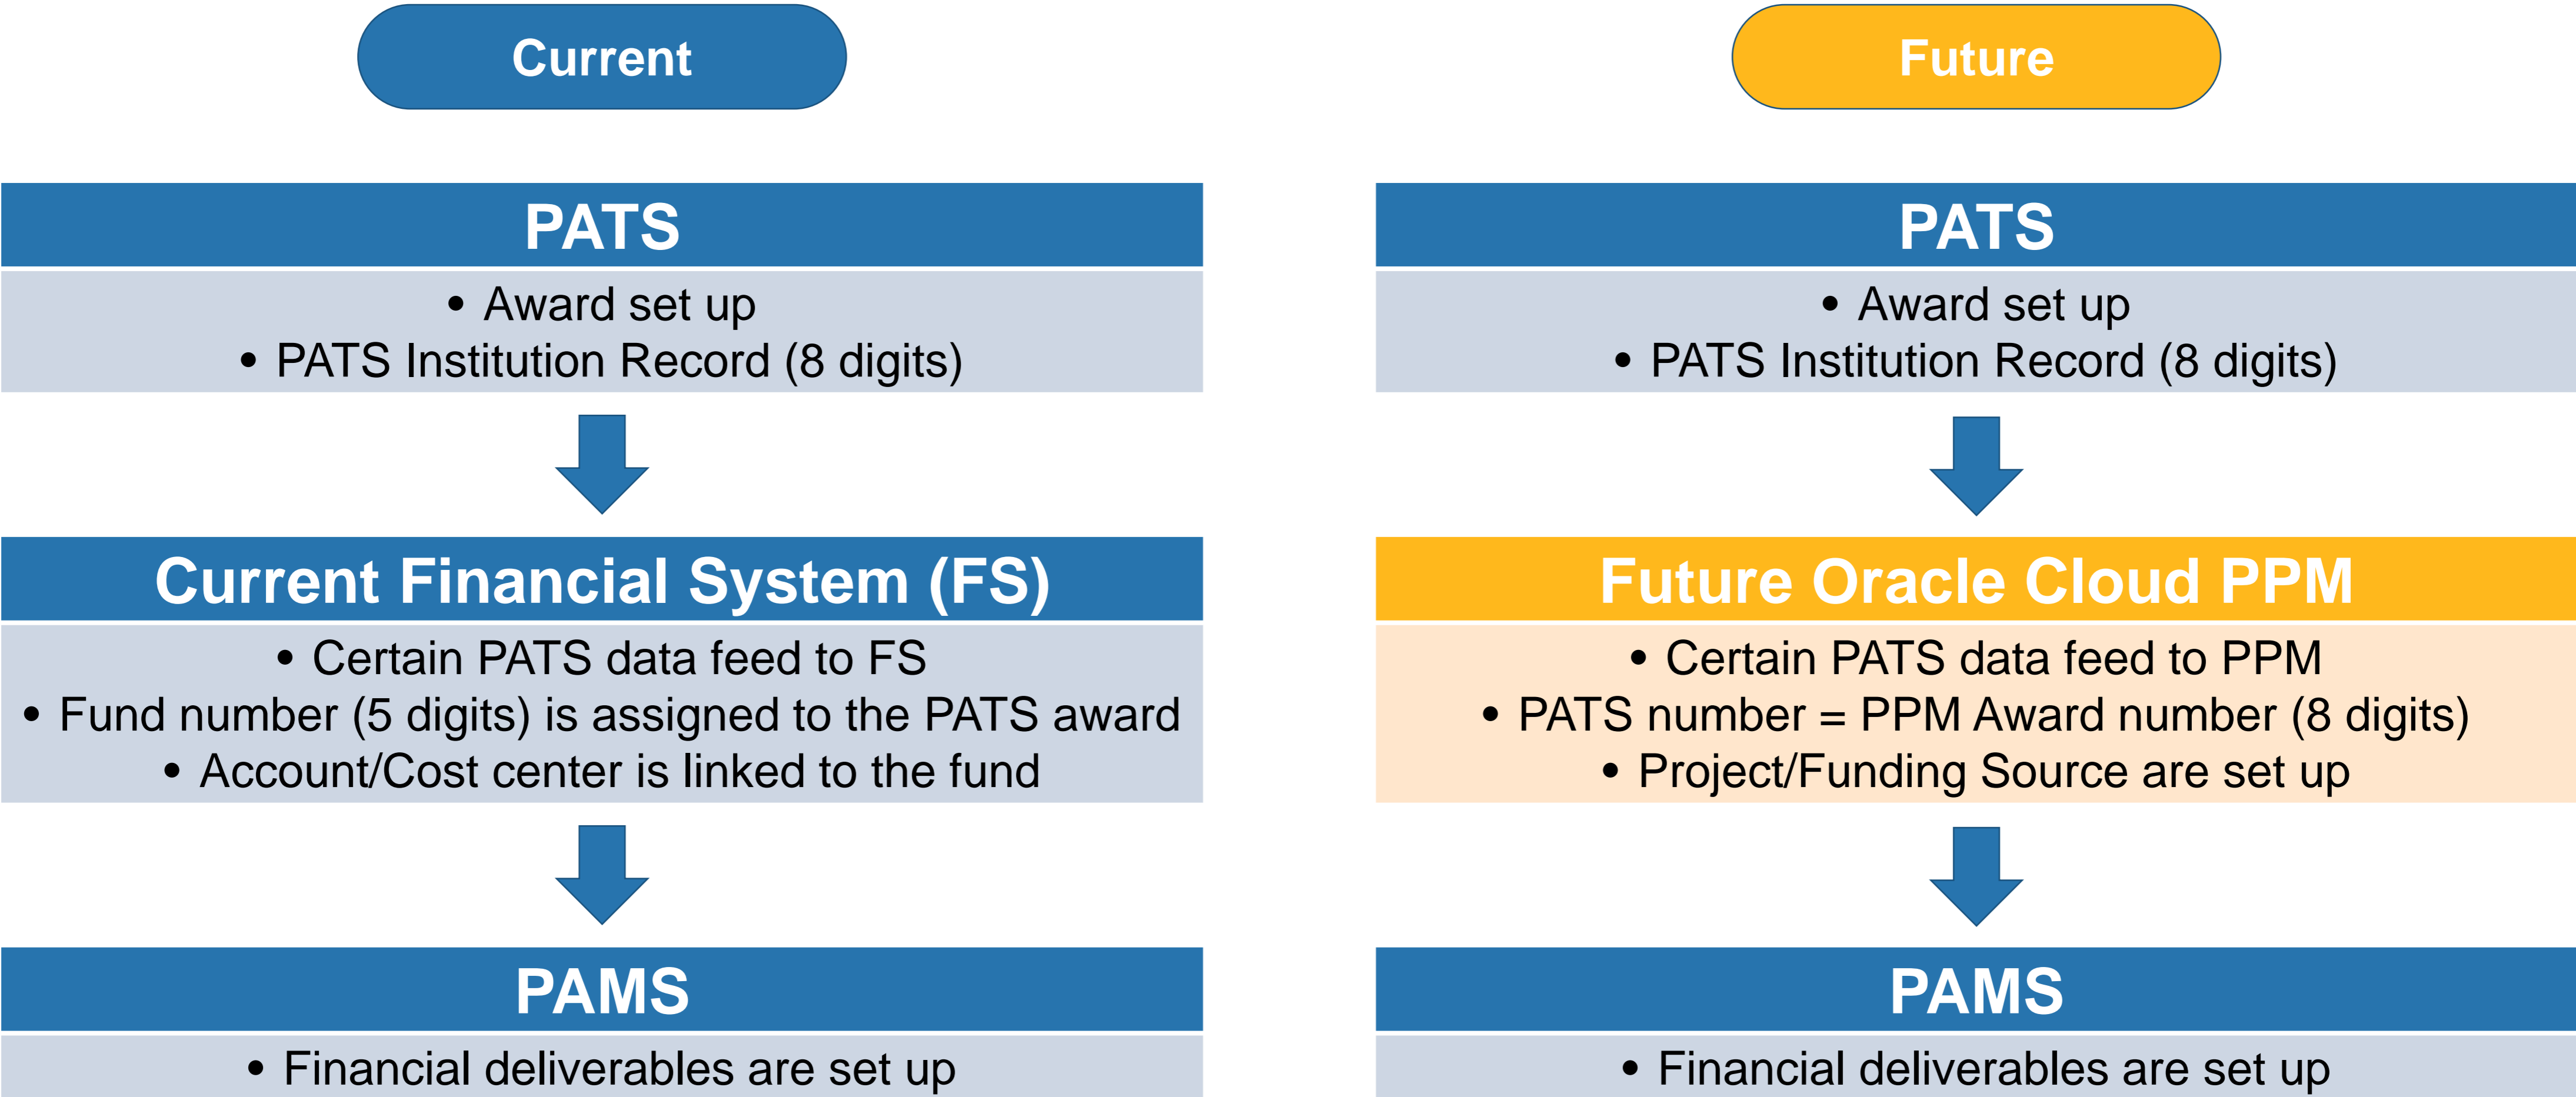 Current
PATS
• Award set up
• PATS Institution Record (8 digits)
Current Financial System (FS)
• Certain PATS data feed to FS
• Fund number (5 digits) is assigned to the PATS award
• Account/Cost center is linked to the fund
PAMS
• Financial deliverables are set up
Future
PATS
• Award set up
• PATS Institution Record (8 digits)
Future Oracle Cloud PPM
• Certain PATS data feed to PPM
• PATS number = PPM Award number (8 digits)
• Project/Funding Source are set up
PAMS
• Financial deliverables are set up